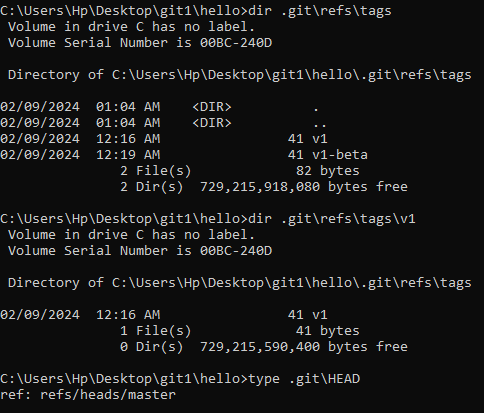 C:\Users\Hp\Desktop\git1\hello>dir .git\refs\tags
 Volume in drive C has no label.
 Volume Serial Number is 00BC-240D

 Directory of C:\Users\Hp\Desktop\git1\hello\.git\refs\tags

02/09/2024  01:04 AM    <DIR>          .
02/09/2024  01:04 AM    <DIR>          ..
02/09/2024  12:16 AM                41 v1
02/09/2024  12:19 AM                41 v1-beta
               2 File(s)             82 bytes
               2 Dir(s)  729,215,918,080 bytes free

C:\Users\Hp\Desktop\git1\hello>dir .git\refs\tags\v1
 Volume in drive C has no label.
 Volume Serial Number is 00BC-240D

 Directory of C:\Users\Hp\Desktop\git1\hello\.git\refs\tags

02/09/2024  12:16 AM                41 v1
               1 File(s)             41 bytes
               0 Dir(s)  729,215,590,400 bytes free

C:\Users\Hp\Desktop\git1\hello>type .git\HEAD
ref: refs/heads/master